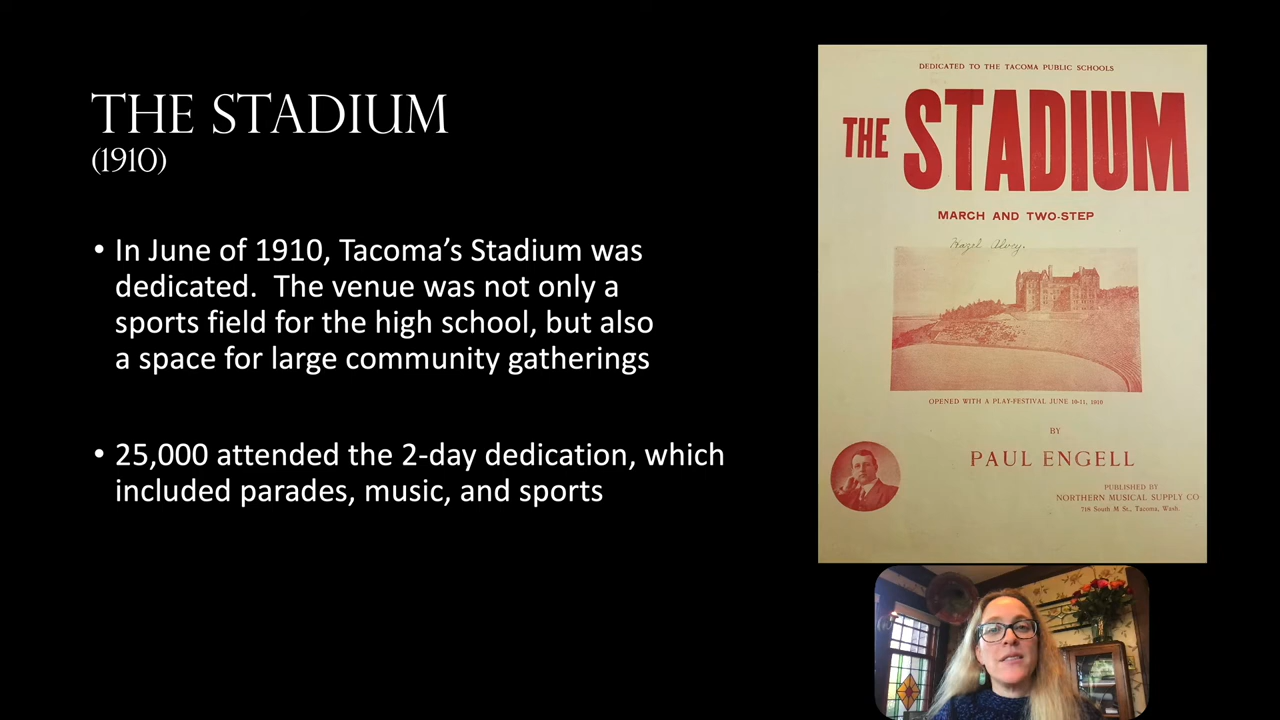 THE STADIUM
(1910)
• In June of 1910, Tacoma’s Stadium was
dedicated.  The venue was not only a
sports field for the high school, but also
a space for large community gatherings
• 25,000 attended the 2-day dedication, which
included parades, music, and sports
DEDICATED TO THE TACOMA PUBLIC SCHOOLS
THE STADIUM
MARCH AND TWO-STEP
Hazel Alvey.
OPENED WITH A PLAY-FESTIVAL JUNE 10-11, 1910
BY
PAUL ENGELL
PUBLISHED BY
NORTHERN MUSICAL SUPPLY CO
718 South M St., Tacoma, Wash.